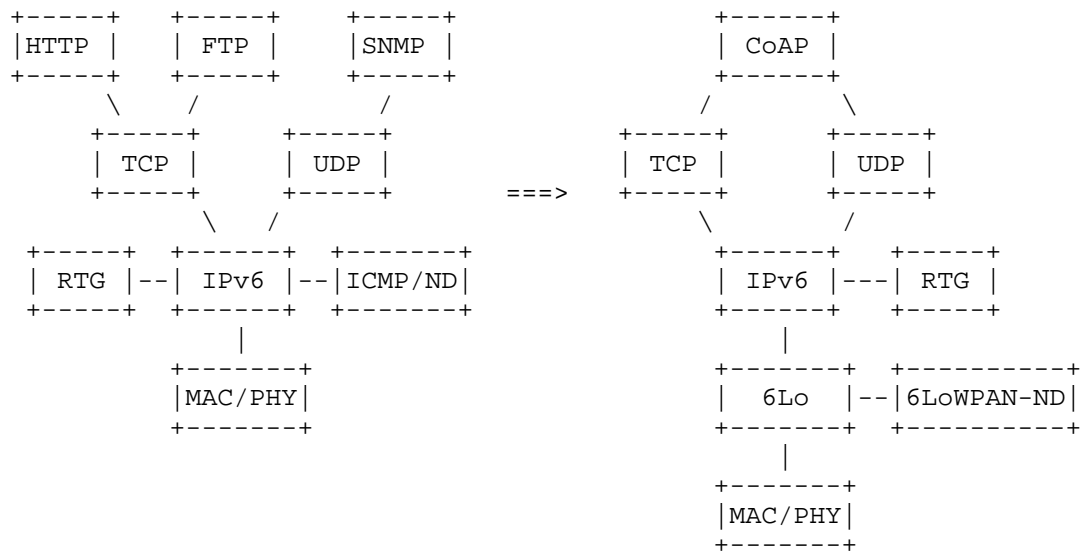 HTTP FTP SNMP CoAP
TCP UDP ===> TCP UDP
RTG -- IPv6 -- ICMP/ND IPv6 --- RTG
MAC/PHY 6Lo -- 6LoWPAN-ND
MAC/PHY